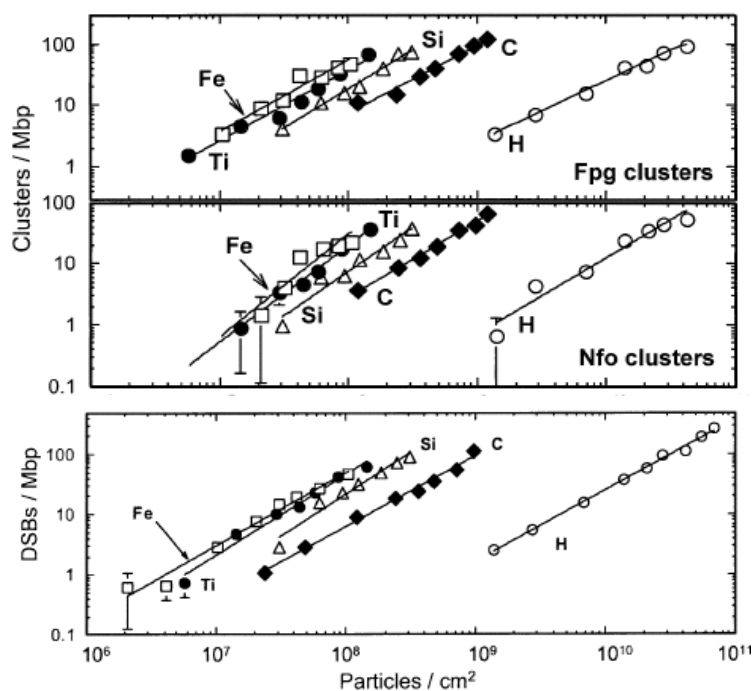 Clusters / Mbp
100
10
1
Fe
Ti
Si
C
H
Fpg clusters
100
10
1
0.1
Fe
Ti
Si
C
H
Nfo clusters
DSBs / Mbp
100
10
1
0.1
Fe
Ti
Si
C
H
10⁶ 10⁷ 10⁸ 10⁹ 10¹⁰ 10¹¹
Particles / cm²